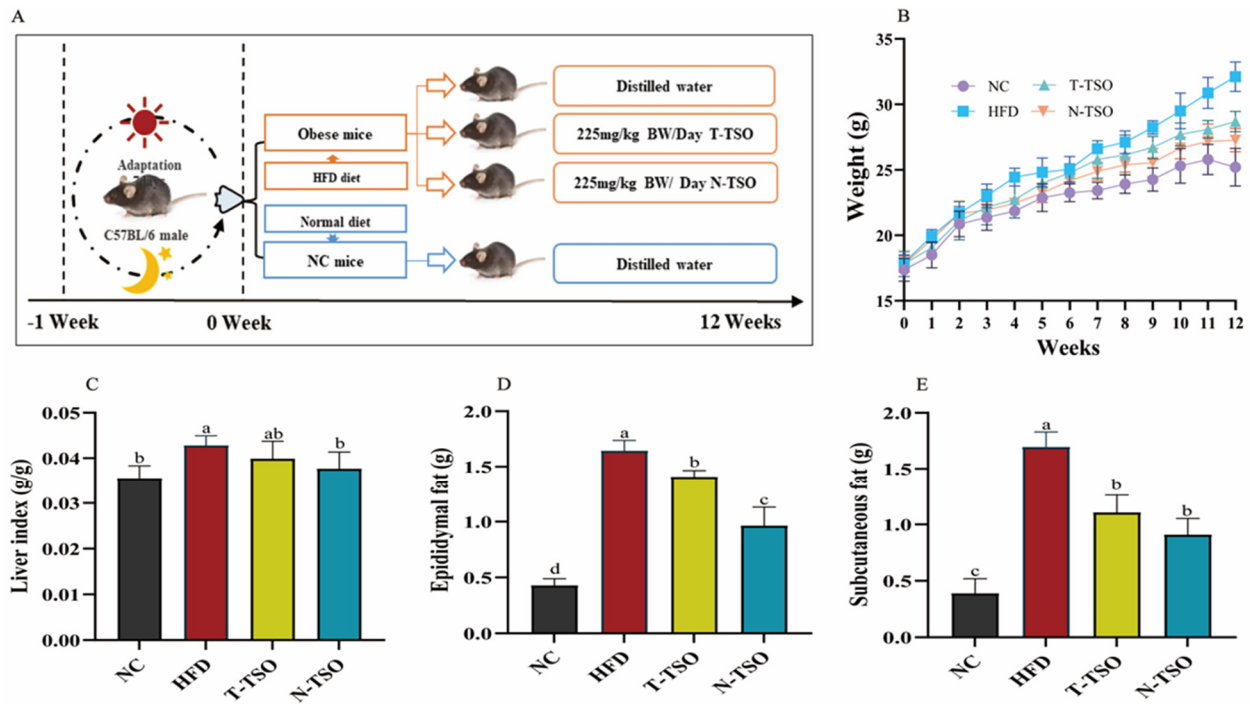 A
Adaptation
C57BL/6 male
Obese mice
HFD diet
Normal diet
NC mice
Distilled water
225mg/kg BW/Day T-TSO
225mg/kg BW/ Day N-TSO
Distilled water
-1 Week
0 Week
12 Weeks
B
Weight (g)
35
30
25
20
15
NC
HFD
T-TSO
N-TSO
0 1 2 3 4 5 6 7 8 9 10 11 12
Weeks
C
Liver index (g/g)
0.05
0.04
0.03
0.02
0.01
0.00
b
a
ab
b
NC
HFD
T-TSO
N-TSO
D
Epididymal fat (g)
2.0
1.5
1.0
0.5
0.0
d
a
b
c
NC
HFD
T-TSO
N-TSO
E
Subcutaneous fat (g)
2.0
1.5
1.0
0.5
0.0
c
a
b
b
NC
HFD
T-TSO
N-TSO